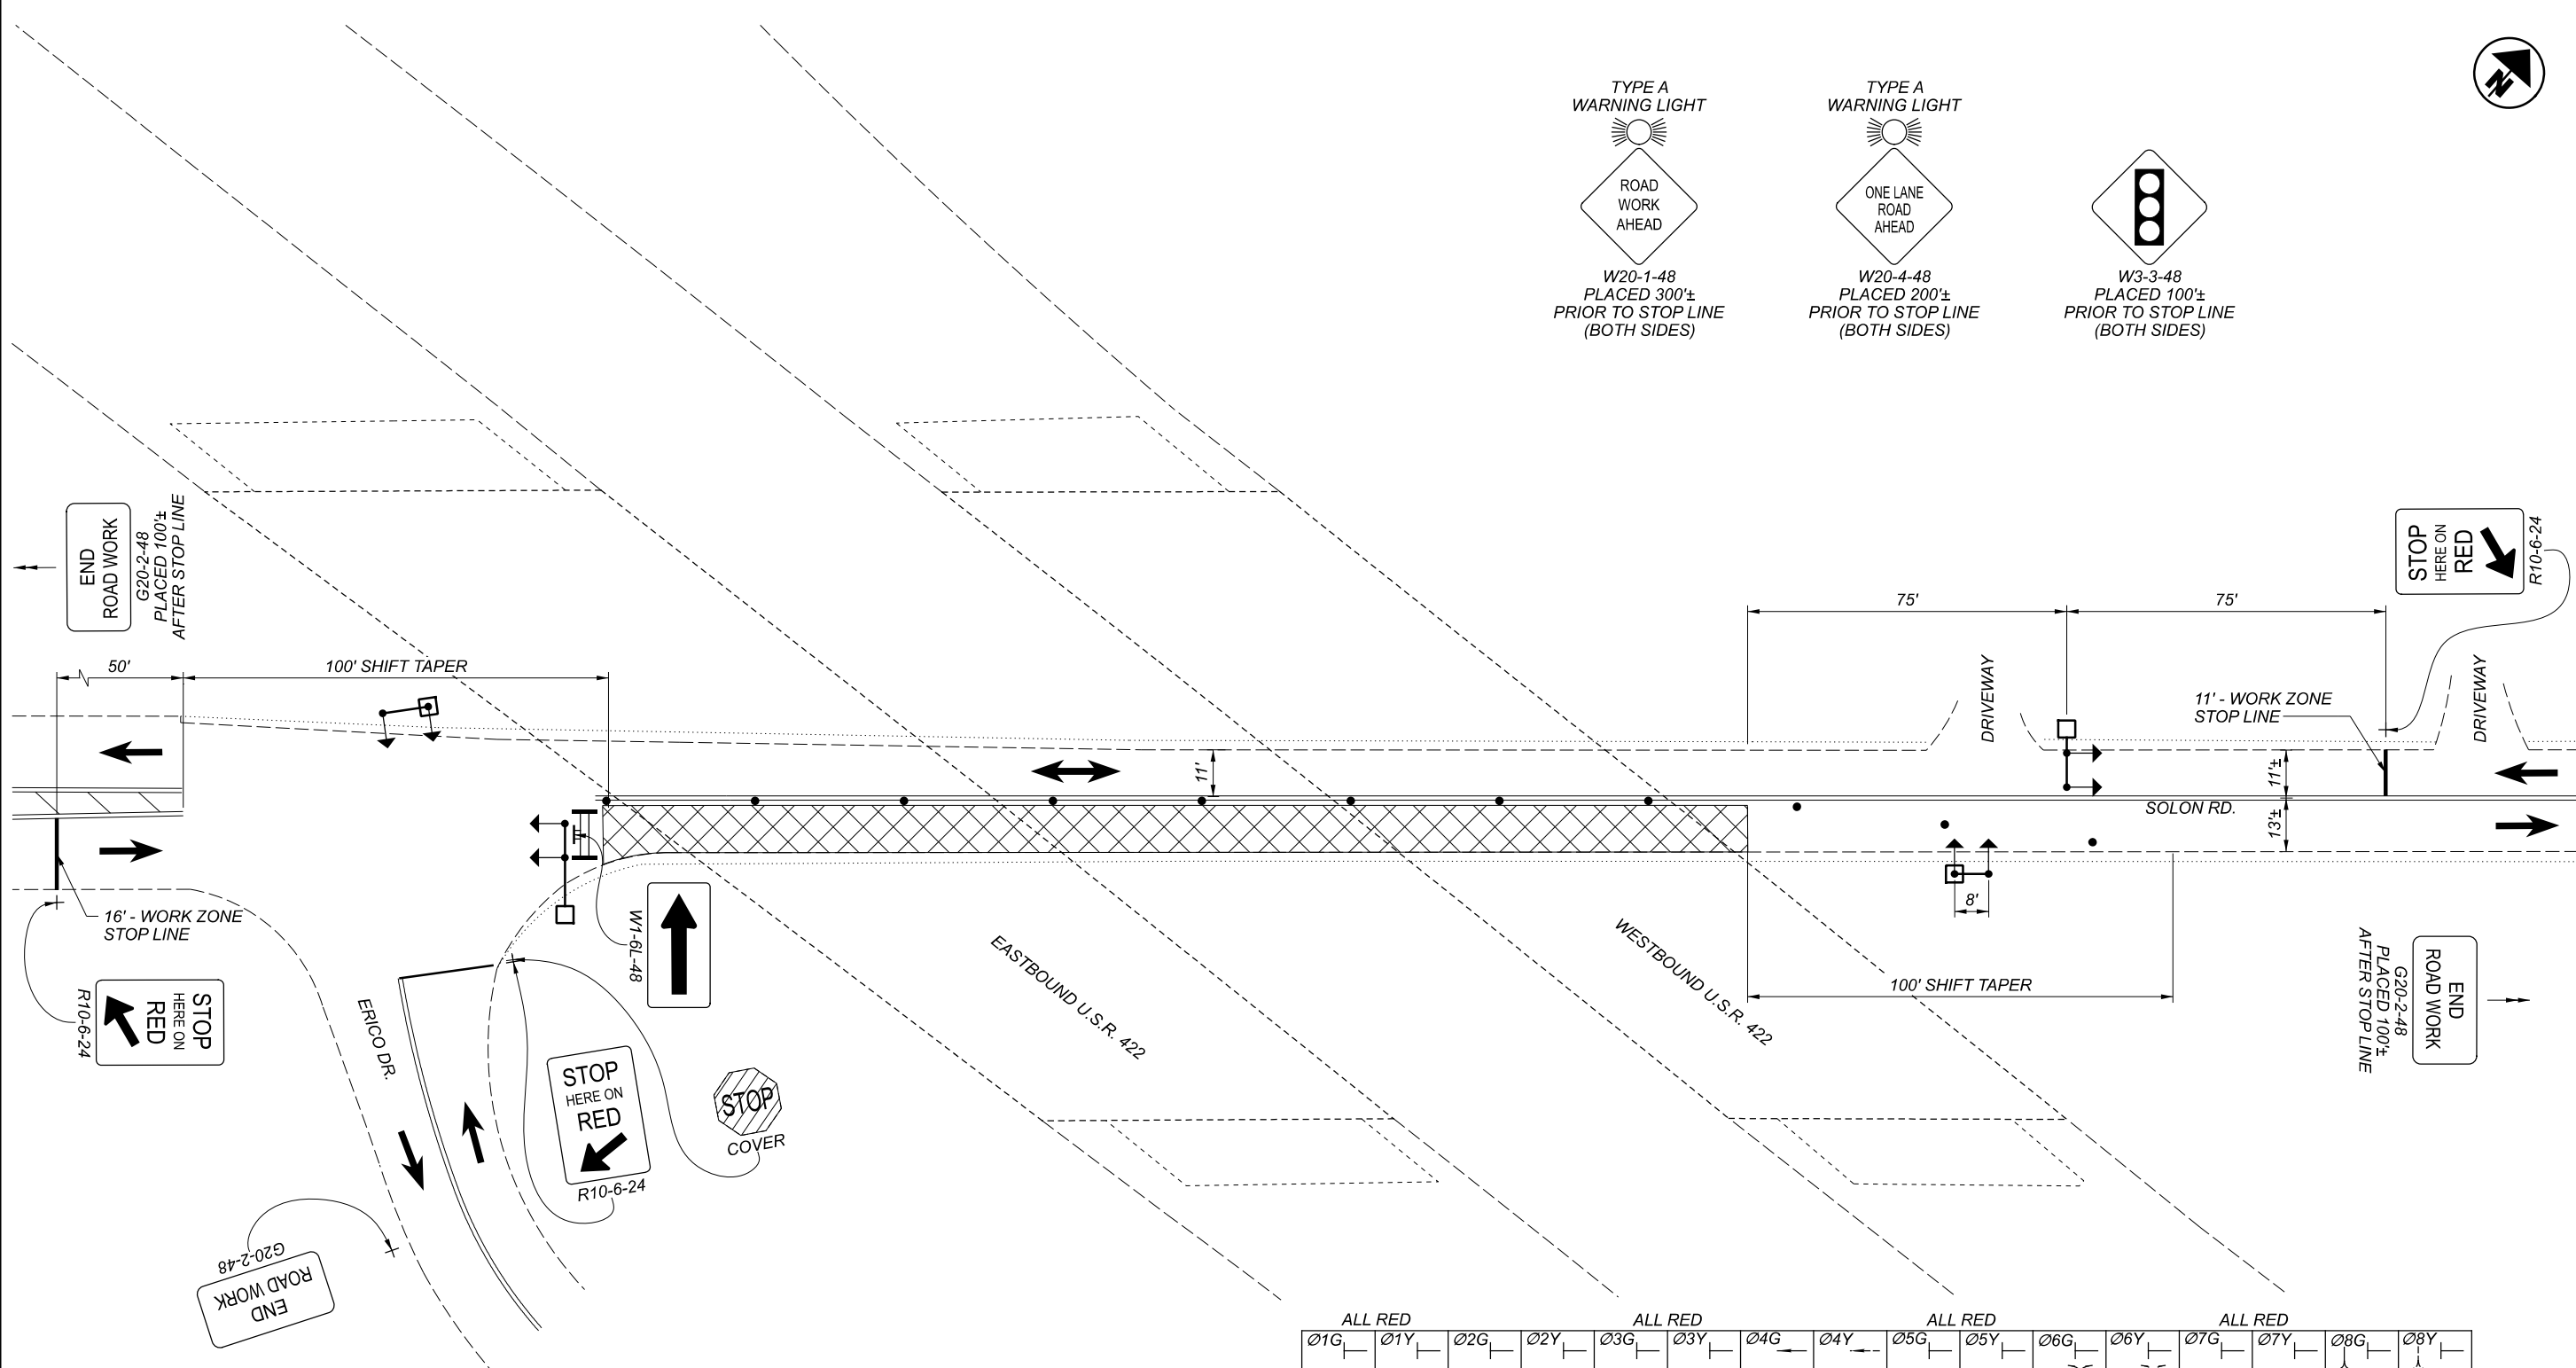 N
TYPE A
WARNING LIGHT
ROAD
WORK
AHEAD
W20-1-48
PLACED 300'±
PRIOR TO STOP LINE
(BOTH SIDES)
TYPE A
WARNING LIGHT
ONE LANE
ROAD
AHEAD
W20-4-48
PLACED 200'±
PRIOR TO STOP LINE
(BOTH SIDES)
W3-3-48
PLACED 100'±
PRIOR TO STOP LINE
(BOTH SIDES)
END
ROAD WORK
G20-2-48
PLACED 100'±
AFTER STOP LINE
50'
100' SHIFT TAPER
STOP
HERE ON
RED
R10-6-24
75'
75'
DRIVEWAY
11' - WORK ZONE
STOP LINE
DRIVEWAY
11'
11'±
SOLON RD.
13'±
8'
100' SHIFT TAPER
16' - WORK ZONE
STOP LINE
STOP
HERE ON
RED
R10-6-24
W1-6L-48
ERICO DR.
STOP
HERE ON
RED
R10-6-24
STOP
COVER
EASTBOUND U.S.R. 422
WESTBOUND U.S.R. 422
END
ROAD WORK
G20-2-48
PLACED 100'±
AFTER STOP LINE
G20-2-48
END
ROAD WORK
ALL RED ALL RED ALL RED ALL RED
Ø1G Ø1Y Ø2G Ø2Y Ø3G Ø3Y Ø4G Ø4Y Ø5G Ø5Y Ø6G Ø6Y Ø7G Ø7Y Ø8G Ø8Y